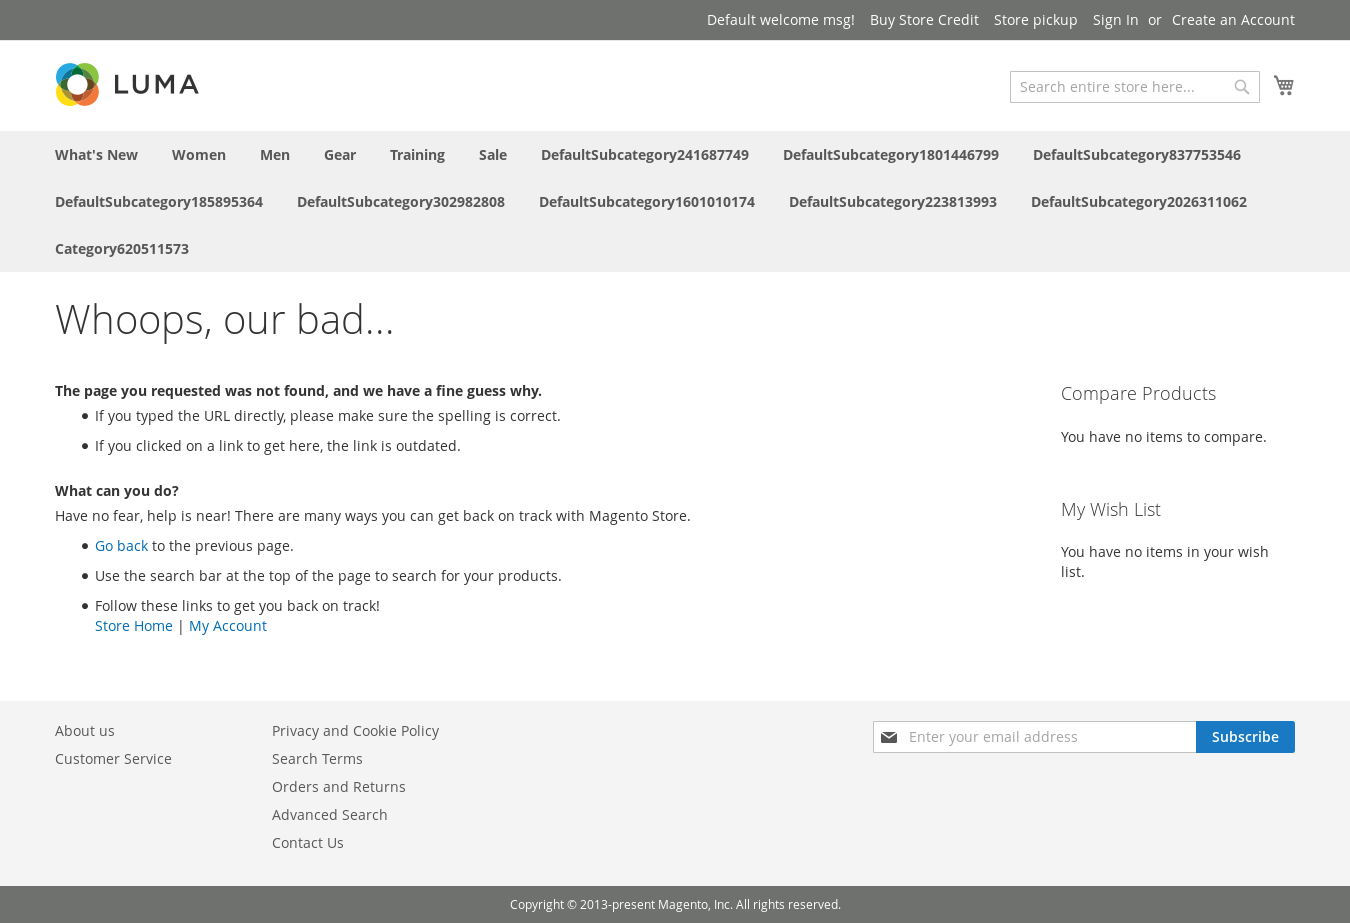 Default welcome msg! Buy Store Credit Store pickup Sign In or Create an Account
LUMA
Search entire store here...
What's New Women Men Gear Training Sale DefaultSubcategory241687749 DefaultSubcategory1801446799 DefaultSubcategory837753546
DefaultSubcategory185895364 DefaultSubcategory302982808 DefaultSubcategory1601010174 DefaultSubcategory223813993 DefaultSubcategory2026311062
Category620511573
Whoops, our bad...
The page you requested was not found, and we have a fine guess why.
If you typed the URL directly, please make sure the spelling is correct.
If you clicked on a link to get here, the link is outdated.
What can you do?
Have no fear, help is near! There are many ways you can get back on track with Magento Store.
Go back to the previous page.
Use the search bar at the top of the page to search for your products.
Follow these links to get you back on track!
Store Home | My Account
Compare Products
You have no items to compare.
My Wish List
You have no items in your wish
list.
About us
Customer Service
Privacy and Cookie Policy
Search Terms
Orders and Returns
Advanced Search
Contact Us
Enter your email address
Subscribe
Copyright © 2013-present Magento, Inc. All rights reserved.